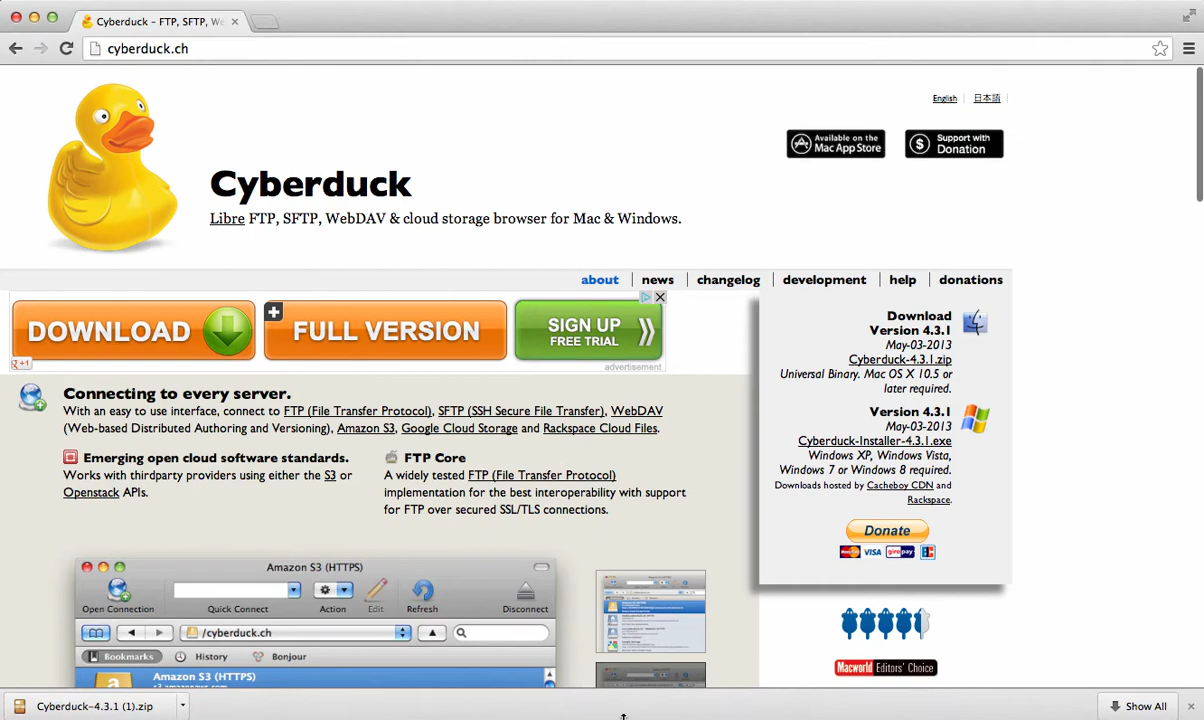 Cyberduck – FTP, SFTP, We
cyberduck.ch
English
日本語
Available on the
Mac App Store
Support with
Donation
Cyberduck
Libre FTP, SFTP, WebDAV & cloud storage browser for Mac & Windows.
about
news
changelog
development
help
donations
DOWNLOAD
FULL VERSION
SIGN UP
FREE TRIAL
+1
advertisement
Download
Version 4.3.1
May-03-2013
Cyberduck-4.3.1.zip
Universal Binary. Mac OS X 10.5 or
later required.
Version 4.3.1
May-03-2013
Cyberduck-Installer-4.3.1.exe
Windows XP, Windows Vista,
Windows 7 or Windows 8 required.
Downloads hosted by Cacheboy CDN and
Rackspace.
Donate
VISA
giropay
Connecting to every server.
With an easy to use interface, connect to FTP (File Transfer Protocol), SFTP (SSH Secure File Transfer), WebDAV
(Web-based Distributed Authoring and Versioning), Amazon S3, Google Cloud Storage and Rackspace Cloud Files.
Emerging open cloud software standards.
Works with thirdparty providers using either the S3 or
Openstack APIs.
FTP Core
A widely tested FTP (File Transfer Protocol)
implementation for the best interoperability with support
for FTP over secured SSL/TLS connections.
Amazon S3 (HTTPS)
Open Connection
Quick Connect
Action
Edit
Refresh
Disconnect
/cyberduck.ch
Bookmarks
History
Bonjour
Amazon S3 (HTTPS)
Macworld Editors' Choice
Cyberduck-4.3.1 (1).zip
Show All